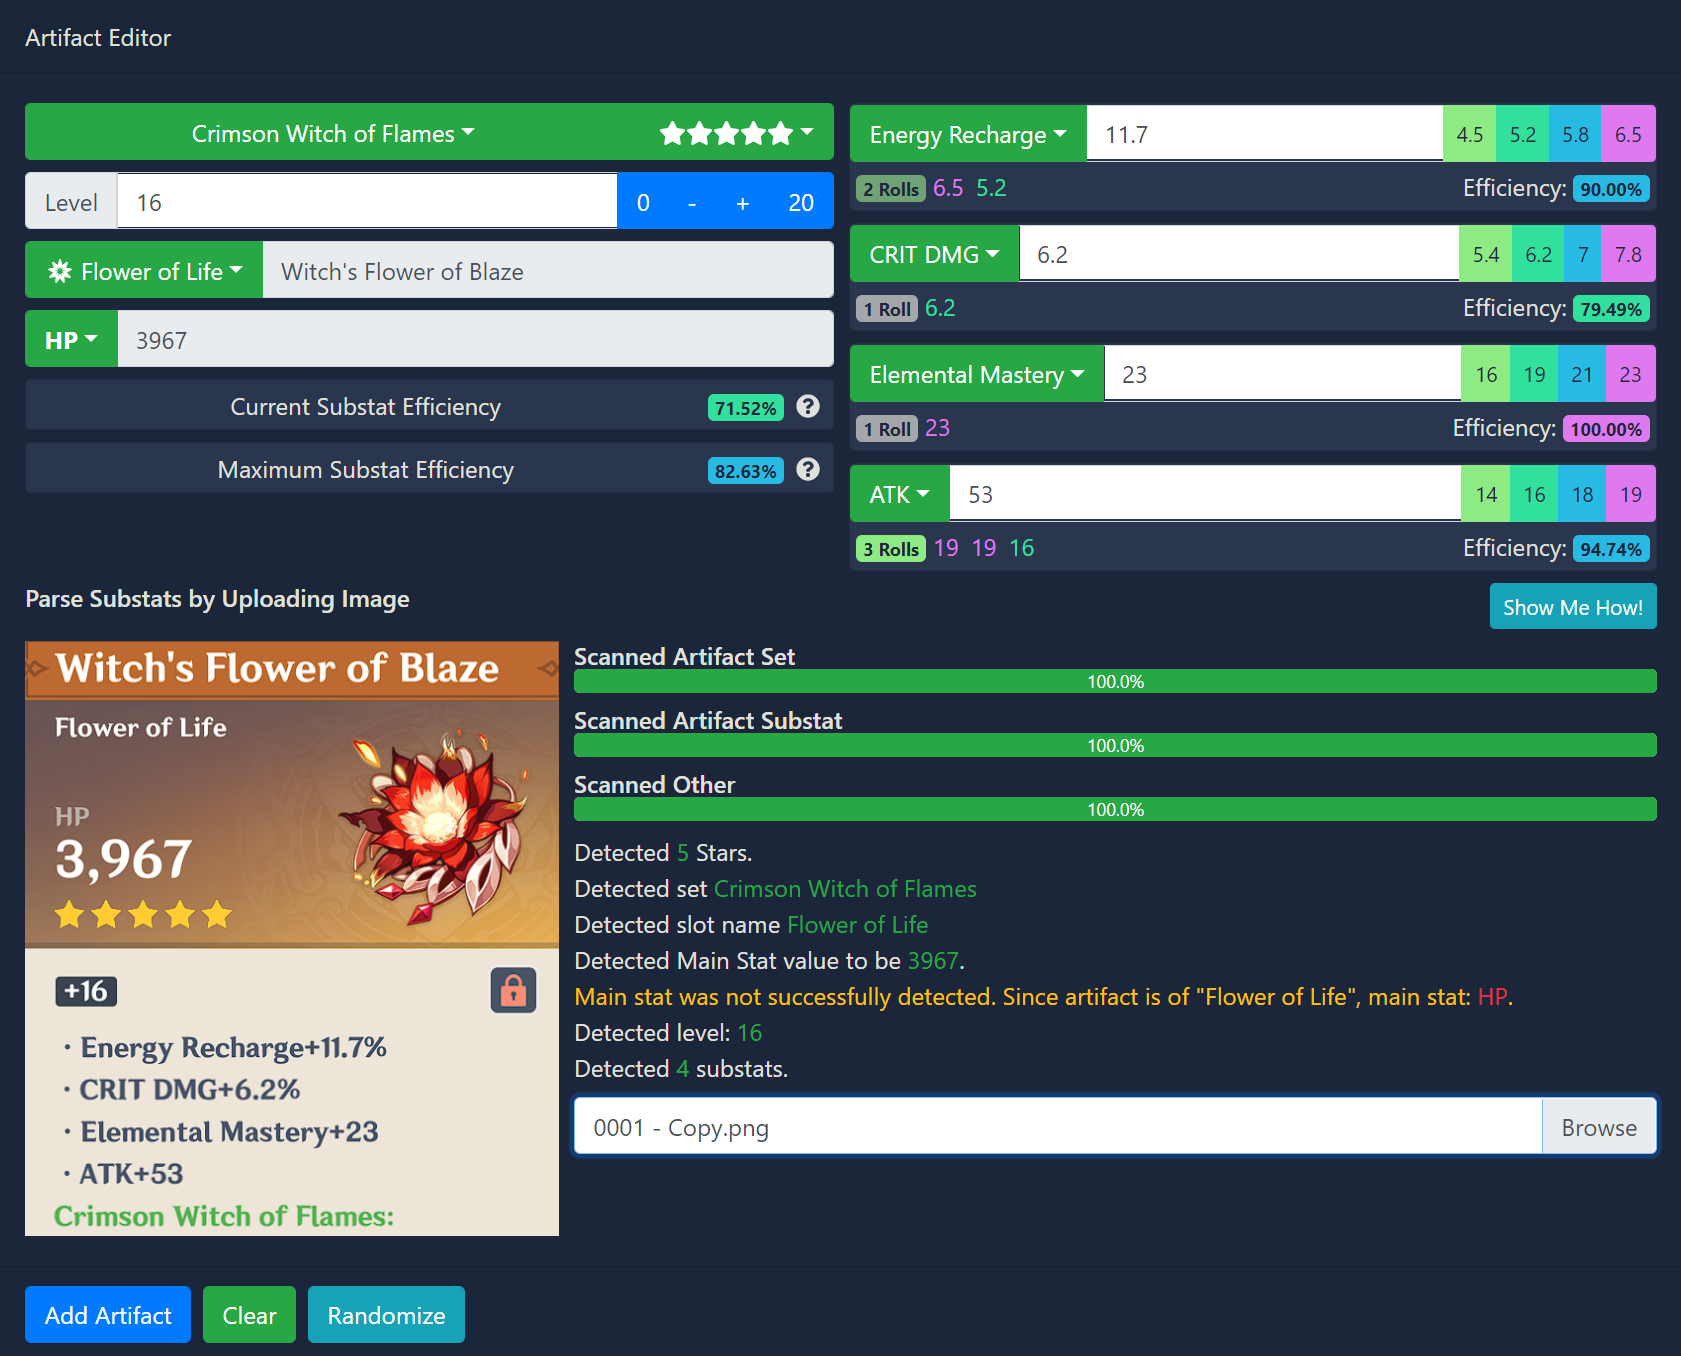 Artifact Editor
Crimson Witch of Flames
Level 16 0 - + 20
Flower of Life Witch's Flower of Blaze
HP 3967
Current Substat Efficiency 71.52%
Maximum Substat Efficiency 82.63%
Energy Recharge 11.7 4.5 5.2 5.8 6.5
2 Rolls 6.5 5.2 Efficiency: 90.00%
CRIT DMG 6.2 5.4 6.2 7 7.8
1 Roll 6.2 Efficiency: 79.49%
Elemental Mastery 23 16 19 21 23
1 Roll 23 Efficiency: 100.00%
ATK 53 14 16 18 19
3 Rolls 19 19 16 Efficiency: 94.74%
Parse Substats by Uploading Image
Show Me How!
Witch's Flower of Blaze
Flower of Life
HP
3,967
+16
· Energy Recharge+11.7%
· CRIT DMG+6.2%
· Elemental Mastery+23
· ATK+53
Crimson Witch of Flames:
Scanned Artifact Set
100.0%
Scanned Artifact Substat
100.0%
Scanned Other
100.0%
Detected 5 Stars.
Detected set Crimson Witch of Flames
Detected slot name Flower of Life
Detected Main Stat value to be 3967.
Main stat was not successfully detected. Since artifact is of "Flower of Life", main stat: HP.
Detected level: 16
Detected 4 substats.
0001 - Copy.png Browse
Add Artifact Clear Randomize